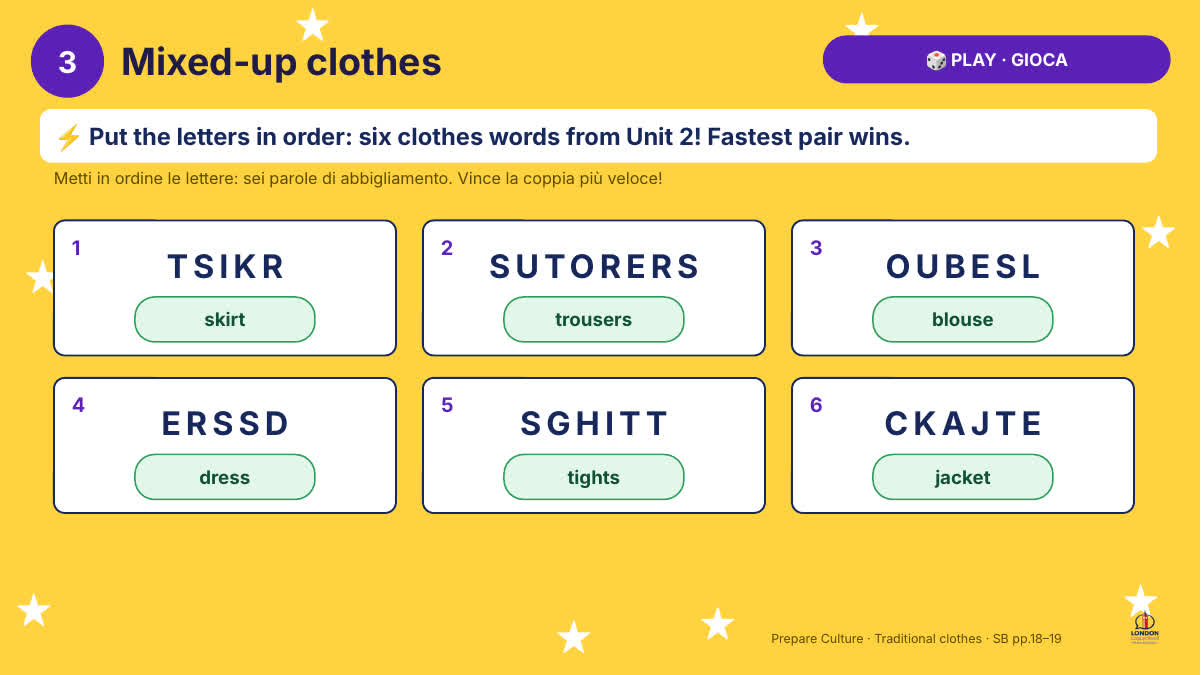 3
Mixed-up clothes
🎲 PLAY · GIOCA
⚡ Put the letters in order: six clothes words from Unit 2! Fastest pair wins.
Metti in ordine le lettere: sei parole di abbigliamento. Vince la coppia più veloce!
1
TSIKR
skirt
2
SUTORERS
trousers
3
OUBESL
blouse
4
ERSSD
dress
5
SGHITT
tights
6
CKAJTE
jacket
Prepare Culture · Traditional clothes · SB pp.18–19
LONDON